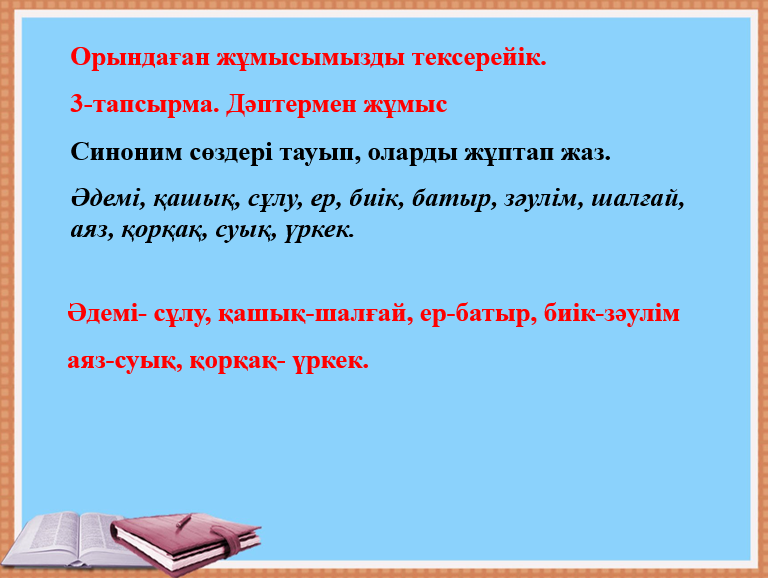 Орындаған жұмысымызды тексерейік.
3-тапсырма. Дәптермен жұмыс
Синоним сөздері тауып, оларды жұптап жаз.
Әдемі, қашық, сұлу, ер, биік, батыр, зәулім, шалғай,
аяз, қорқақ, суық, үркек.
Әдемі- сұлу, қашық-шалғай, ер-батыр, биік-зәулім
аяз-суық, қорқақ- үркек.